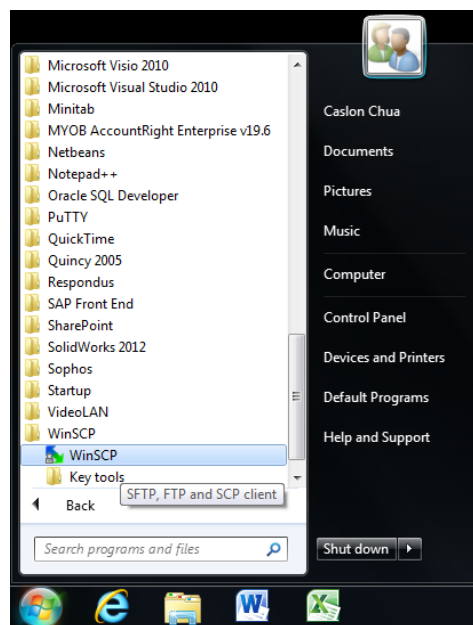 Microsoft Visio 2010
Microsoft Visual Studio 2010
Minitab
MYOB AccountRight Enterprise v19.6
Netbeans
Notepad++
Oracle SQL Developer
PuTTY
QuickTime
Quincy 2005
Respondus
SAP Front End
SharePoint
SolidWorks 2012
Sophos
Startup
VideoLAN
WinSCP
WinSCP
Key tools
SFTP, FTP and SCP client
Back
Search programs and files
Caslon Chua
Documents
Pictures
Music
Computer
Control Panel
Devices and Printers
Default Programs
Help and Support
Shut down